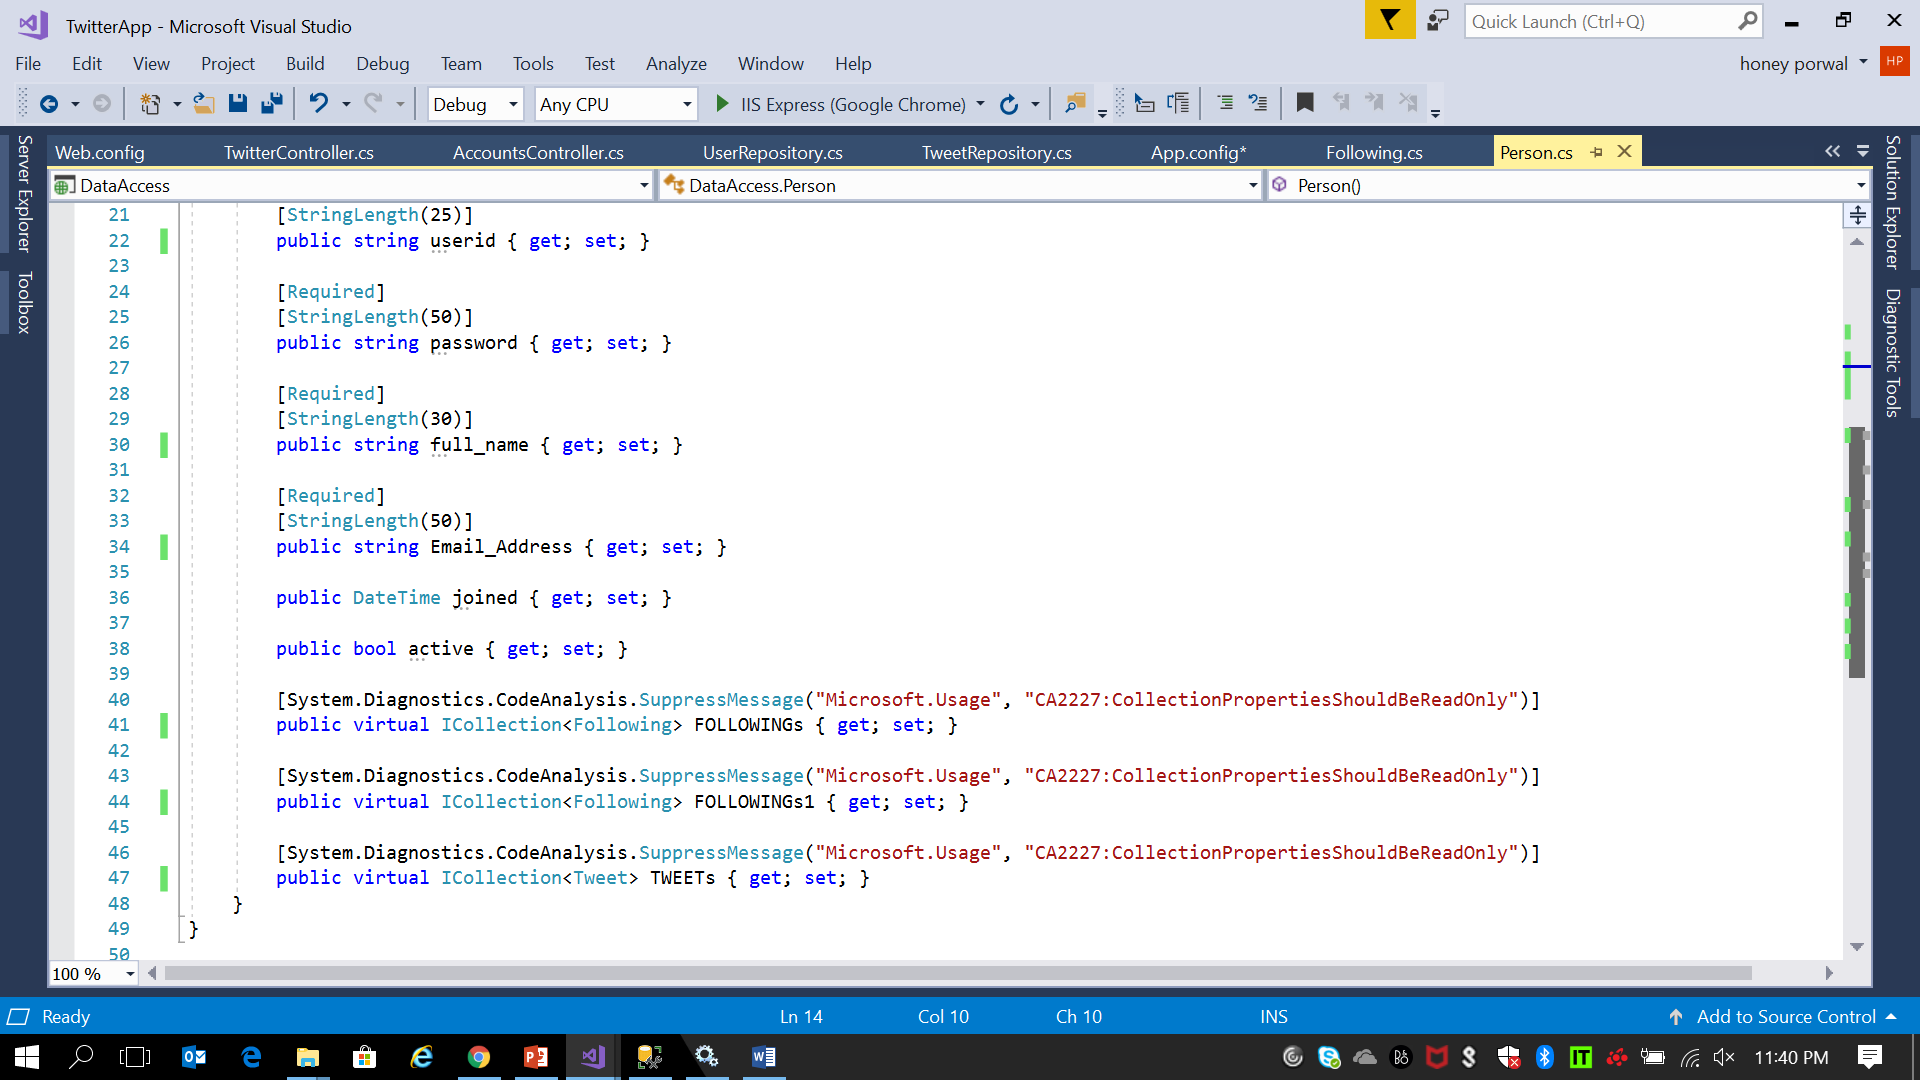 TwitterApp - Microsoft Visual Studio
Quick Launch (Ctrl+Q)
File Edit View Project Build Debug Team Tools Test Analyze Window Help
honey porwal HP
Debug Any CPU IIS Express (Google Chrome)
Web.config TwitterController.cs AccountsController.cs UserRepository.cs TweetRepository.cs App.config* Following.cs Person.cs
DataAccess DataAccess.Person Person()
Server Explorer
Toolbox
Solution Explorer
Diagnostic Tools
21 [StringLength(25)]
22 public string userid { get; set; }
23
24 [Required]
25 [StringLength(50)]
26 public string password { get; set; }
27
28 [Required]
29 [StringLength(30)]
30 public string full_name { get; set; }
31
32 [Required]
33 [StringLength(50)]
34 public string Email_Address { get; set; }
35
36 public DateTime joined { get; set; }
37
38 public bool active { get; set; }
39
40 [System.Diagnostics.CodeAnalysis.SuppressMessage("Microsoft.Usage", "CA2227:CollectionPropertiesShouldBeReadOnly")]
41 public virtual ICollection<Following> FOLLOWINGs { get; set; }
42
43 [System.Diagnostics.CodeAnalysis.SuppressMessage("Microsoft.Usage", "CA2227:CollectionPropertiesShouldBeReadOnly")]
44 public virtual ICollection<Following> FOLLOWINGs1 { get; set; }
45
46 [System.Diagnostics.CodeAnalysis.SuppressMessage("Microsoft.Usage", "CA2227:CollectionPropertiesShouldBeReadOnly")]
47 public virtual ICollection<Tweet> TWEETs { get; set; }
48 }
49 }
50
100 %
Ready Ln 14 Col 10 Ch 10 INS Add to Source Control
11:40 PM